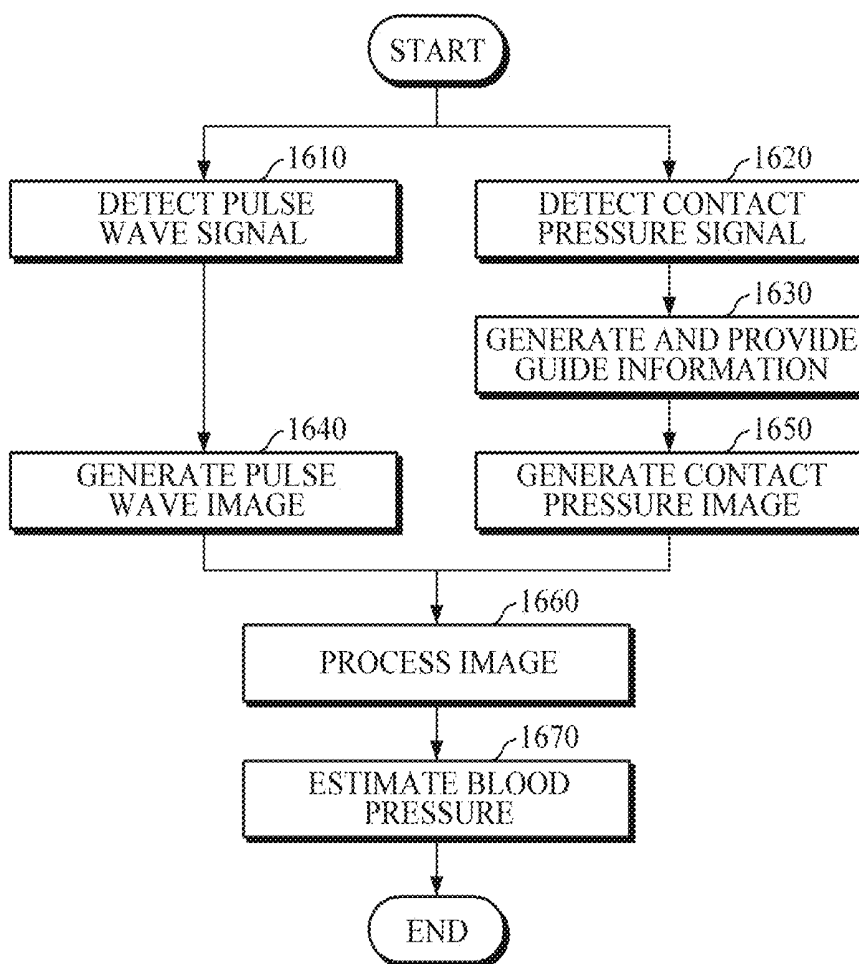 START
1610
DETECT PULSE
WAVE SIGNAL
1620
DETECT CONTACT
PRESSURE SIGNAL
1630
GENERATE AND PROVIDE
GUIDE INFORMATION
1640
GENERATE PULSE
WAVE IMAGE
1650
GENERATE CONTACT
PRESSURE IMAGE
1660
PROCESS IMAGE
1670
ESTIMATE BLOOD
PRESSURE
END